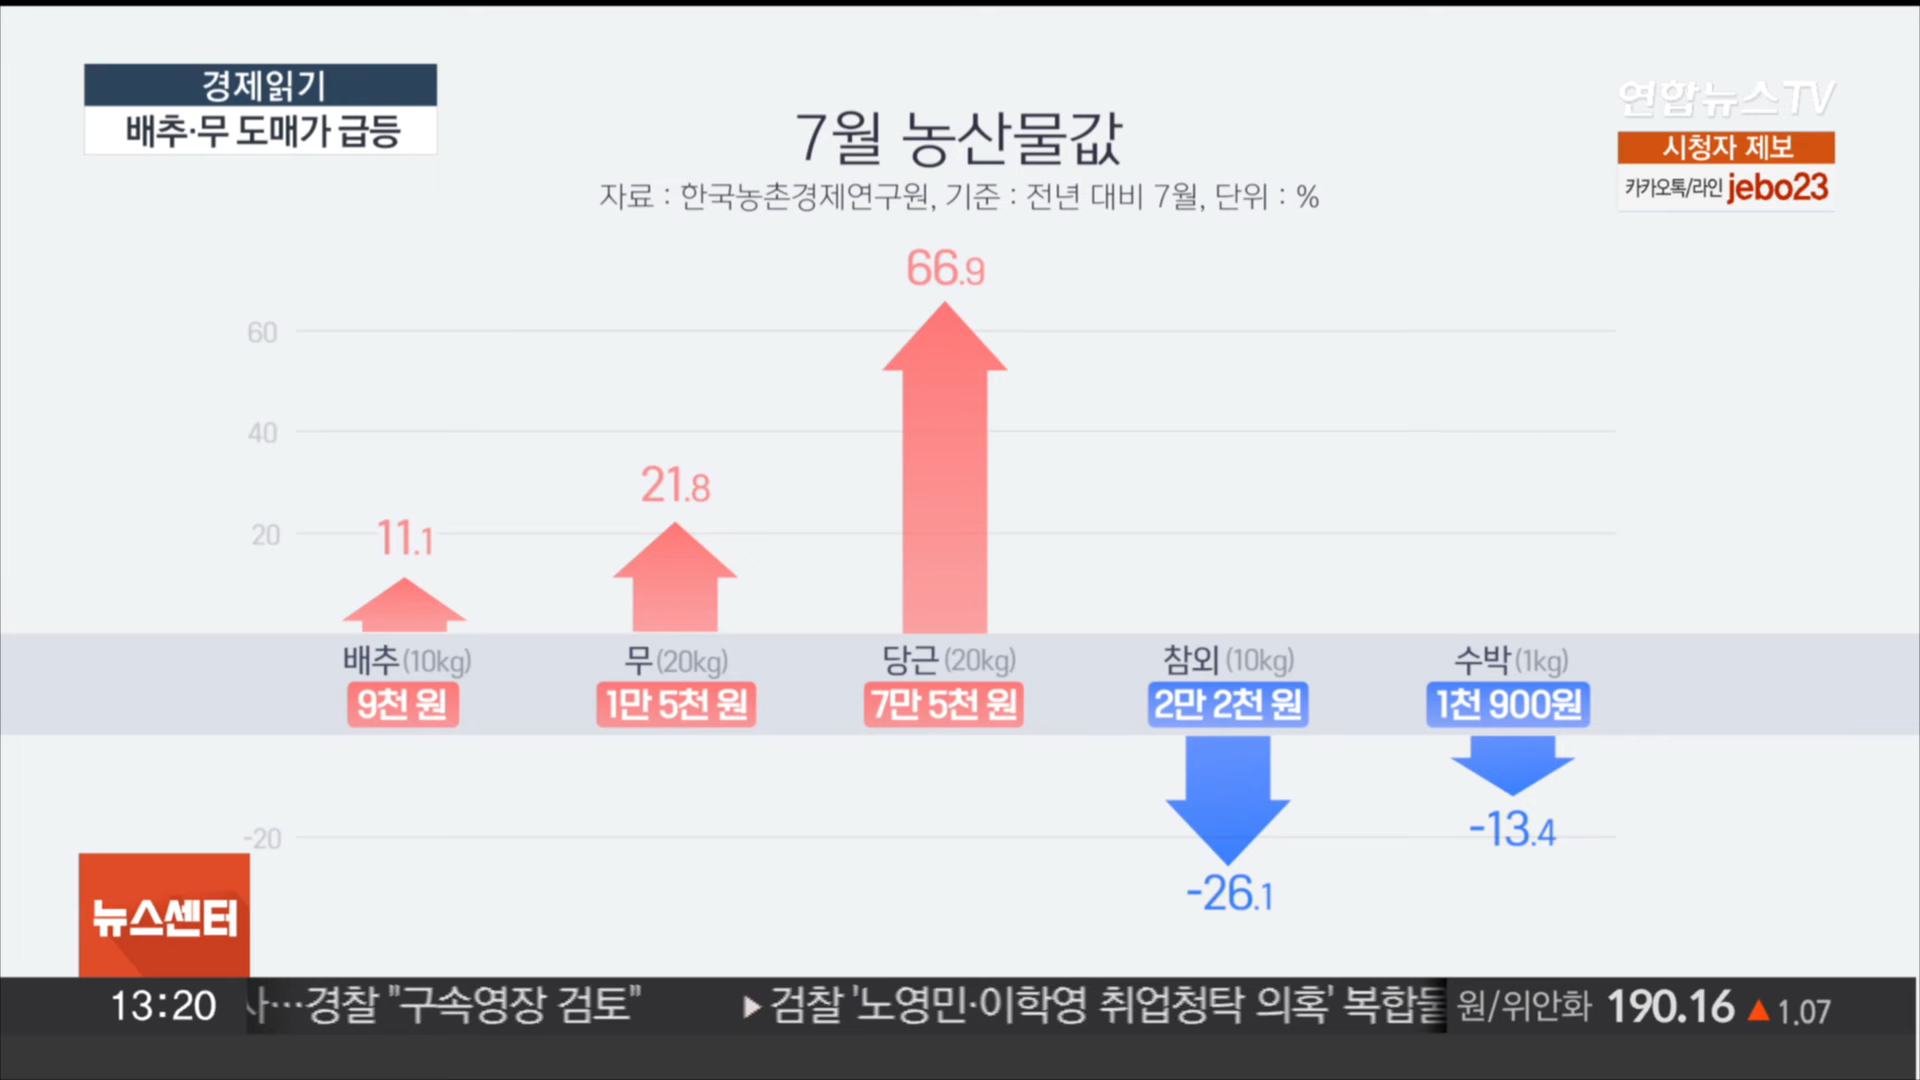 경제읽기
배추·무 도매가 급등
연합뉴스TV
시청자 제보
카카오톡/라인 jebo23
7월 농산물값
자료 : 한국농촌경제연구원, 기준 : 전년 대비 7월, 단위 : %
66.9
60
40
21.8
20
11.1
배추(10kg) 무(20kg) 당근(20kg) 참외(10kg) 수박(1kg)
9천 원 1만 5천 원 7만 5천 원 2만 2천 원 1천 900원
-13.4
-20
-26.1
뉴스센터
13:20 …경찰 "구속영장 검토" ▶검찰 '노영민·이학영 취업청탁 의혹' 원/위안화 190.16 ▲1.07